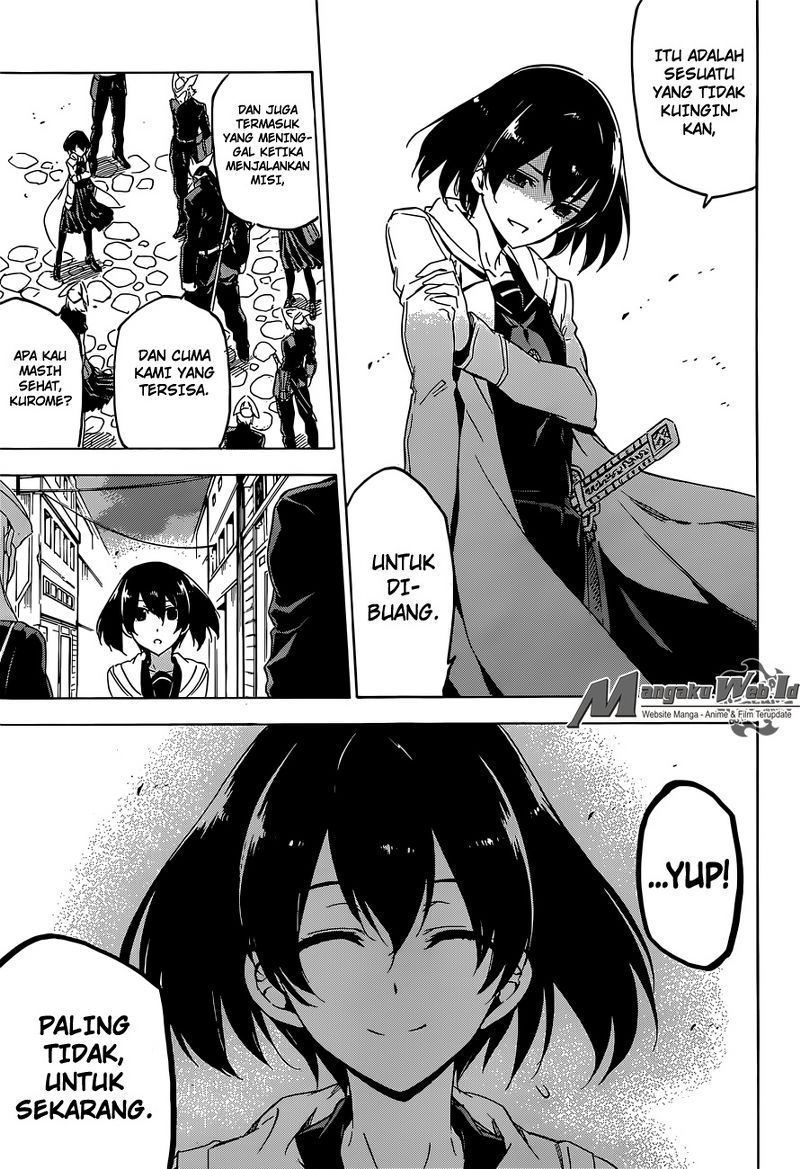 ITU ADALAH
SESUATU
YANG TIDAK
KUINGIN-
KAN,
UNTUK
DI-
BUANG.
DAN JUGA
TERMASUK
YANG MENING-
GAL KETIKA
MENJALANKAN
MISI,
DAN CUMA
KAMI YANG
TERSISA.
APA KAU
MASIH
SEHAT,
KUROME?
Mangaku.Web.Id
Website Manga - Anime & Film Terupdate
...YUP!
PALING
TIDAK,
UNTUK
SEKARANG.